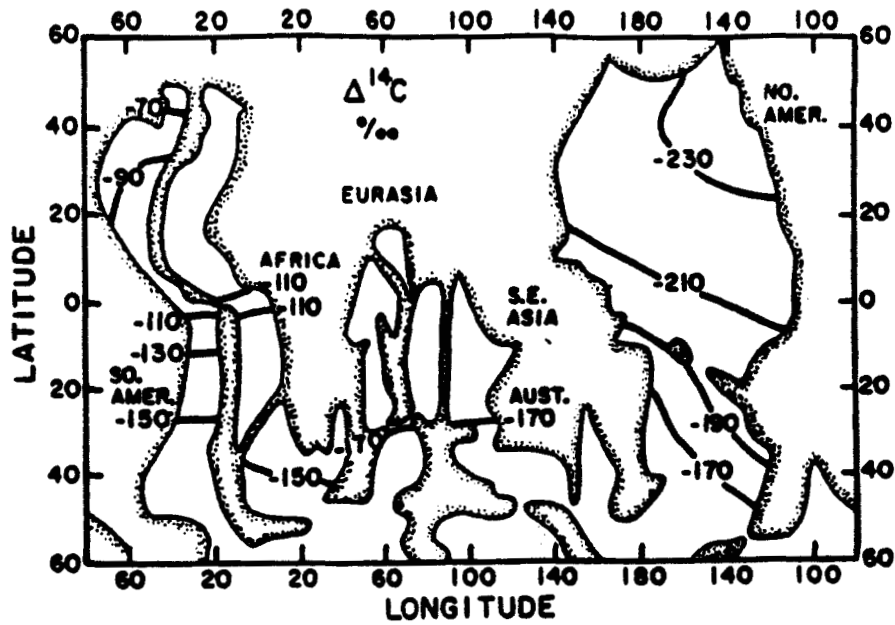 60 20 20 60 100 140 180 140 100
60 60
Δ¹⁴C
‰
-70
NO.
AMER.
40 40
-230
-90
EURASIA
20 20
AFRICA
-110
-210
S.E.
ASIA
0 0
-110
-110
-130
SO.
AMER.
20 20
AUST.
-190
-150
-170
-170
-150
40 40
60 60
60 20 20 60 100 140 180 140 100
LATITUDE
LONGITUDE